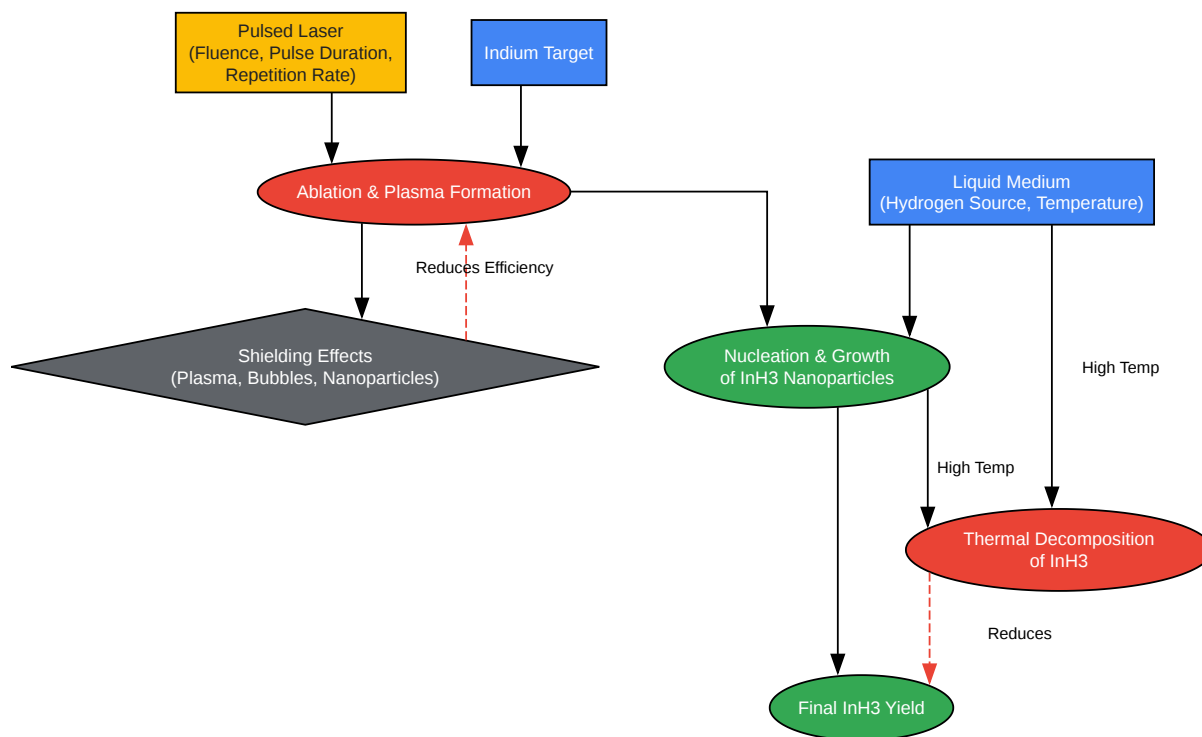 Pulsed Laser
(Fluence, Pulse Duration,
Repetition Rate)
Indium Target
Ablation & Plasma Formation
Liquid Medium
(Hydrogen Source, Temperature)
Reduces Efficiency
Shielding Effects
(Plasma, Bubbles, Nanoparticles)
Nucleation & Growth
of InH3 Nanoparticles
High Temp
High Temp
Thermal Decomposition
of InH3
Reduces
Final InH3 Yield